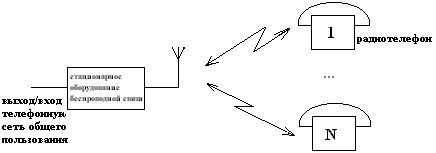 стационарное
оборудование
беспроводной связи
выход/вход
телефонную
сеть общего
пользования
1
радиотелефон
...
N